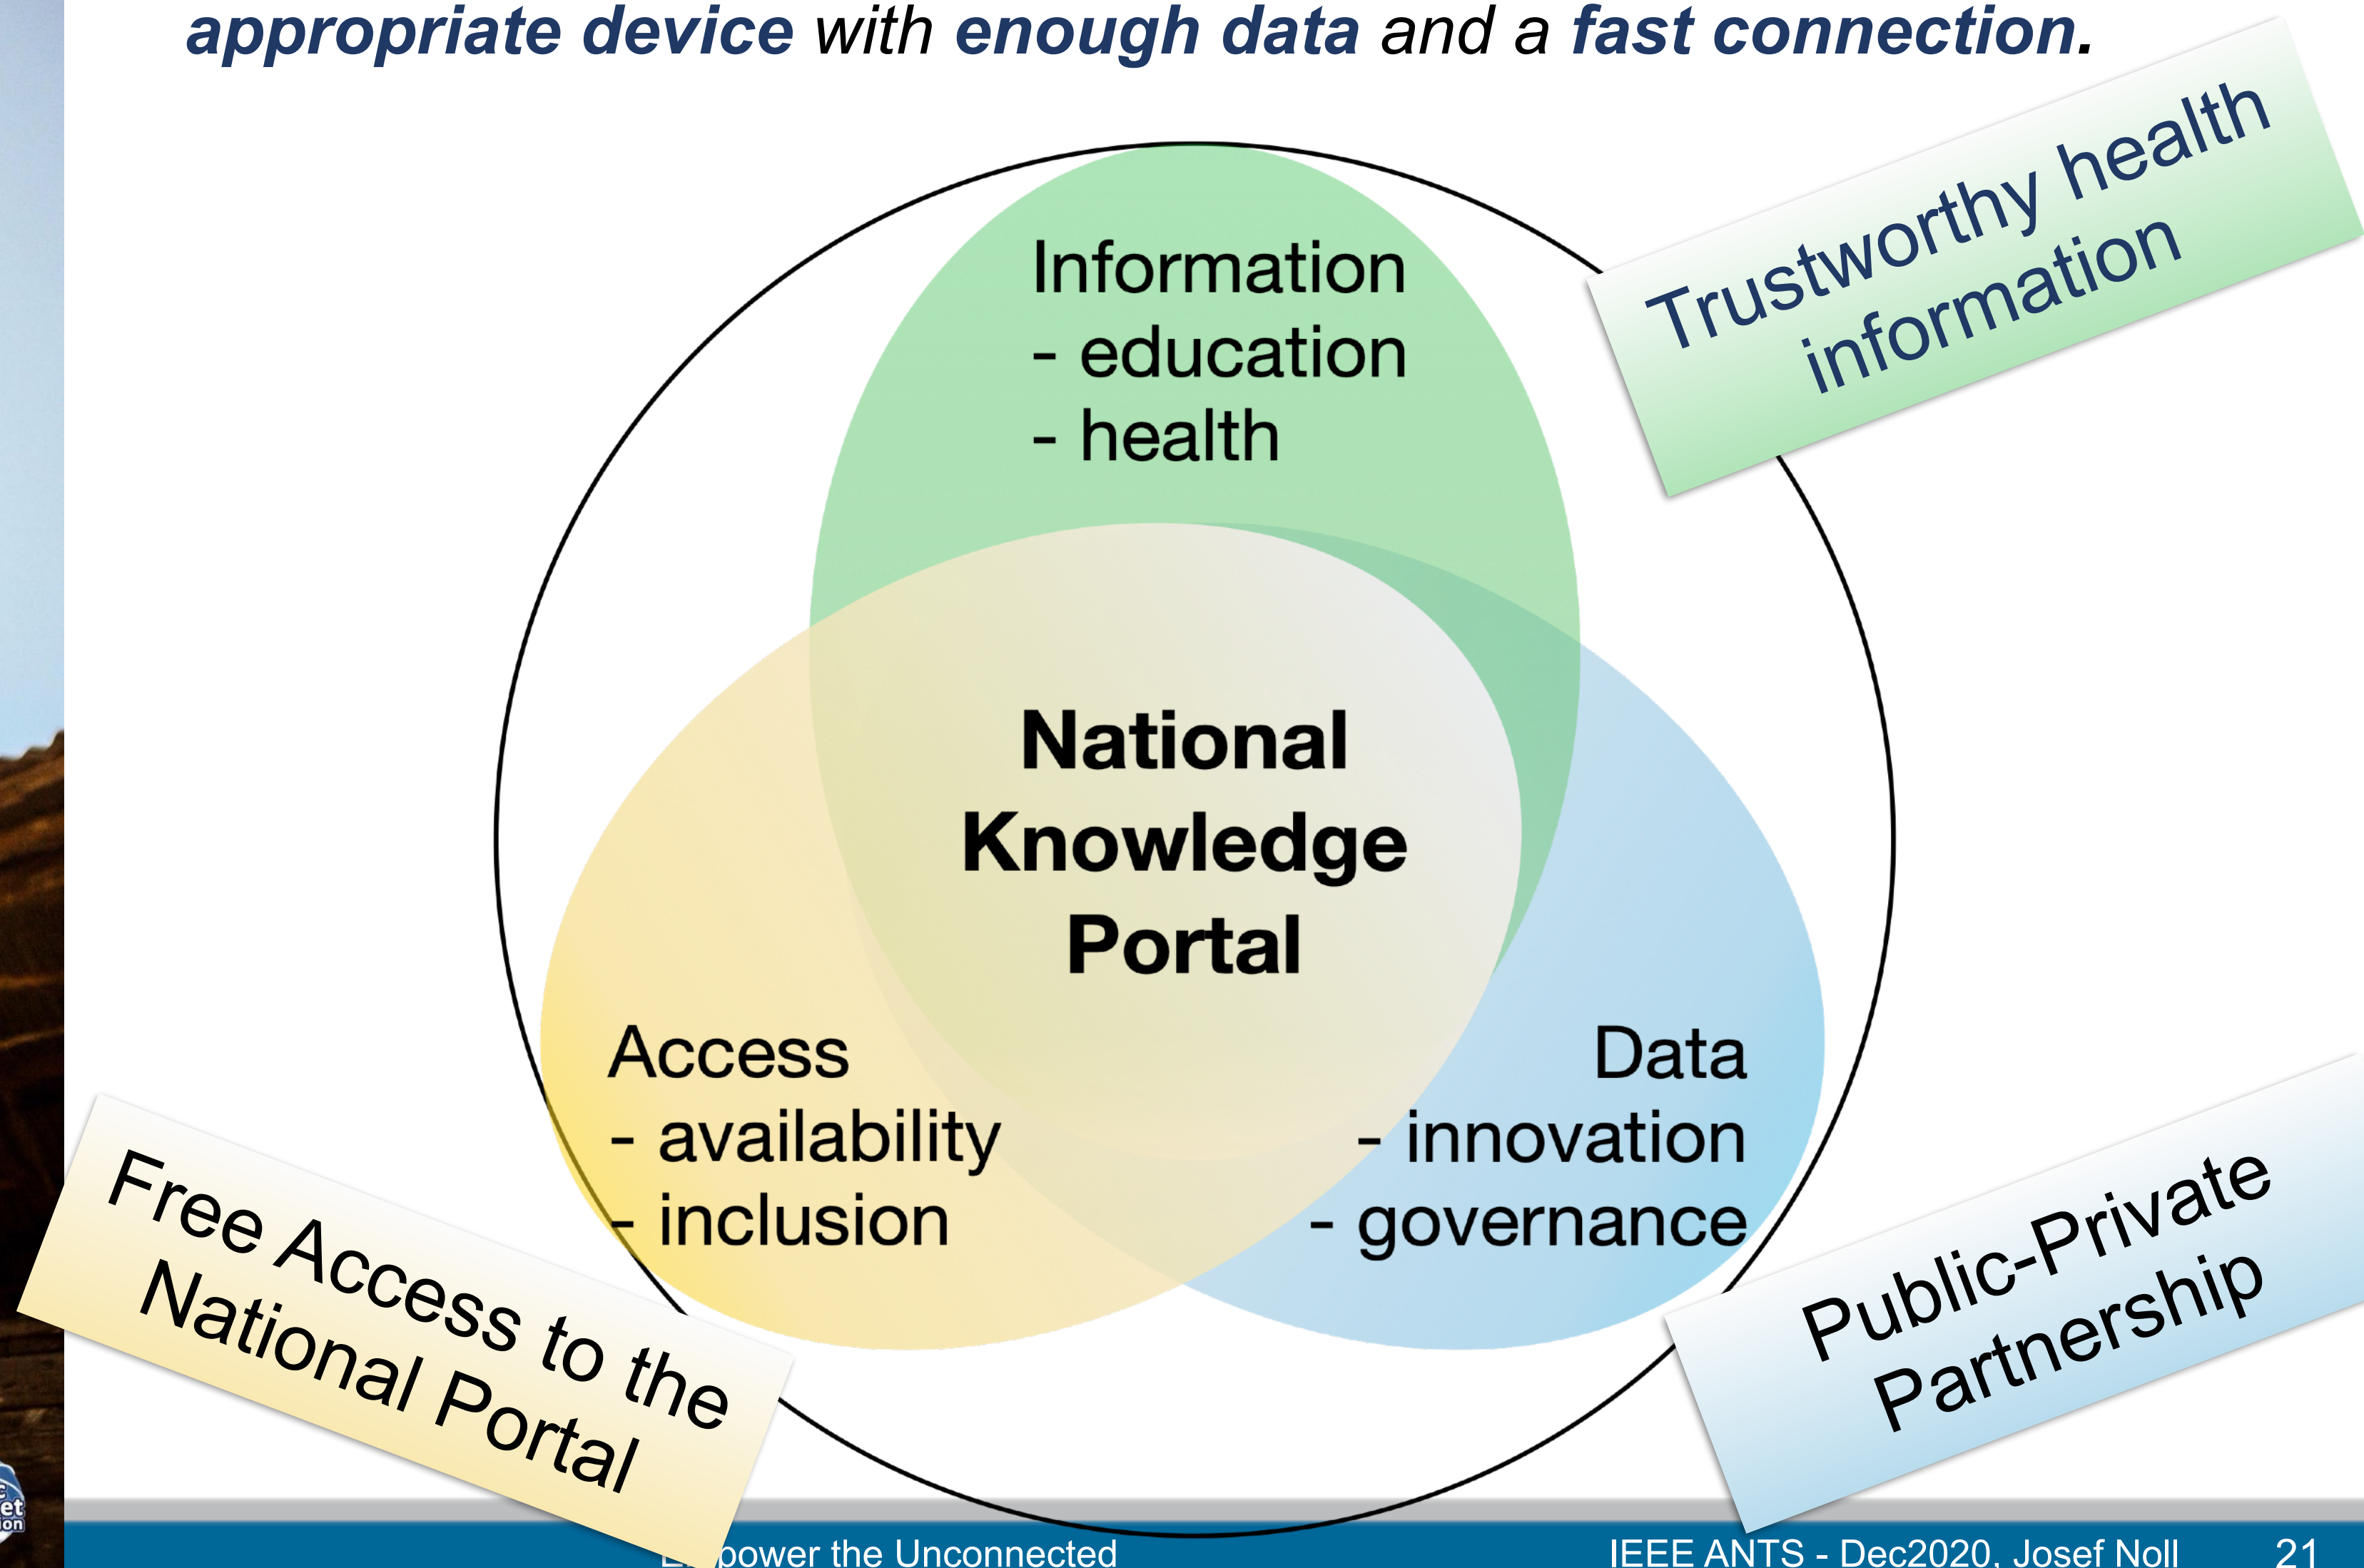 appropriate device with enough data and a fast connection.
Trustworthy health
information
Information
- education
- health
National
Knowledge
Portal
Access
- availability
- inclusion
Data
- innovation
- governance
Free Access to the
National Portal
Public-Private
Partnership
the Unconnected
IEEE ANTS - Dec2020, Josef Noll
21